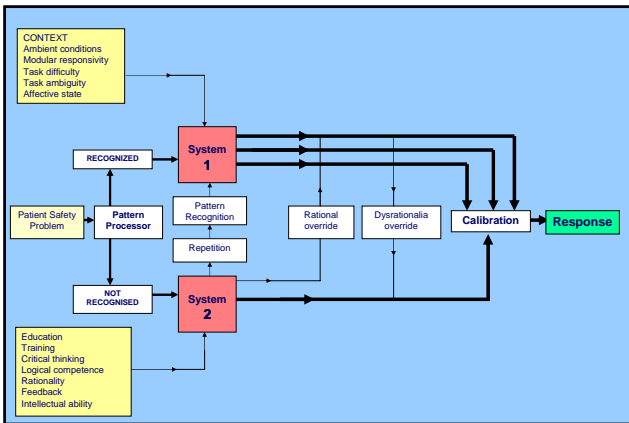 CONTEXT
Ambient conditions
Modular responsivity
Task difficulty
Task ambiguity
Affective state
RECOGNIZED
System
1
Patient Safety
Problem
Pattern
Processor
Pattern
Recognition
Repetition
Rational
override
Dysrationalia
override
Calibration
Response
NOT
RECOGNISED
System
2
Education
Training
Critical thinking
Logical competence
Rationality
Feedback
Intellectual ability